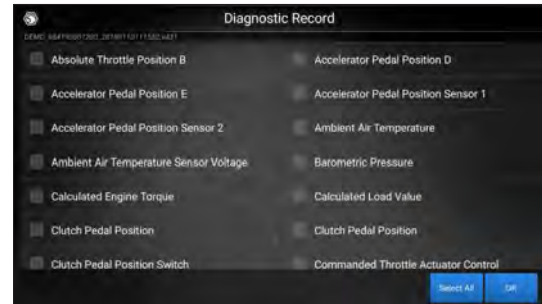 Diagnostic Record
Absolute Throttle Position B
Accelerator Pedal Position D
Accelerator Pedal Position E
Accelerator Pedal Position Sensor 1
Accelerator Pedal Position Sensor 2
Ambient Air Temperature
Ambient Air Temperature Sensor Voltage
Barometric Pressure
Calculated Engine Torque
Calculated Load Value
Clutch Pedal Position
Clutch Pedal Position
Clutch Pedal Position Switch
Commanded Throttle Actuator Control
Select All
OK